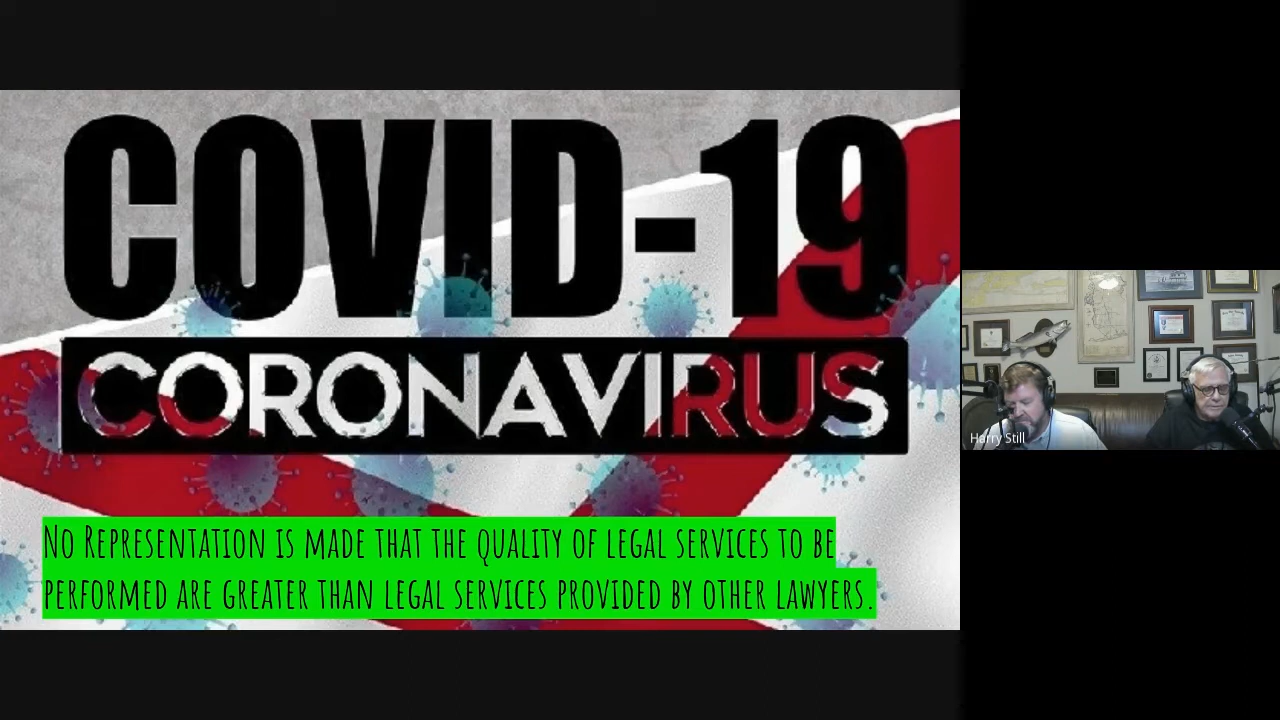 COVID-19
CORONAVIRUS
No Representation is made that the quality of legal services to be
performed are greater than legal services provided by other lawyers.
Harry Still